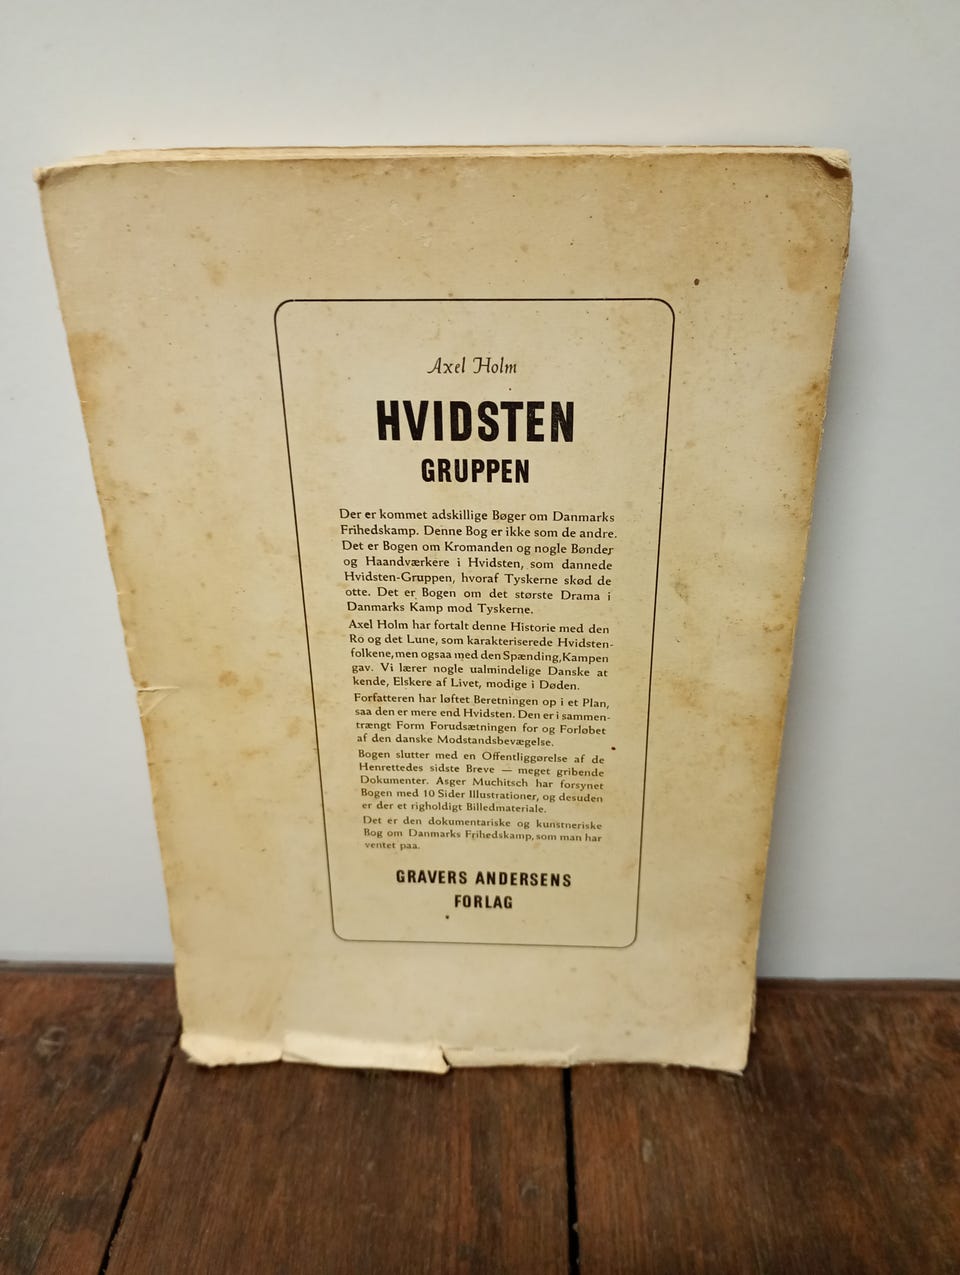 Axel Holm
HVIDSTEN
GRUPPEN
Der er kommet adskillige Bøger om Danmarks
Frihedskamp. Denne Bog er ikke som de andre.
Det er Bogen om Kromanden og nogle Bønder
og Haandværkere i Hvidsten, som dannede
Hvidsten-Gruppen, hvoraf Tyskerne skød de
otte. Det er Bogen om det største Drama i
Danmarks Kamp mod Tyskerne.
Axel Holm har fortalt denne Historie med den
Ro og det Lune, som karakteriserede Hvidsten-
folkene, men ogsaa med den Spænding, Kampen
gav. Vi lærer nogle ualmindelige Danske at
kende, Elskere af Livet, modige i Døden.
Forfatteren har løftet Beretningen op i et Plan,
saa den er mere end Hvidsten. Den er i sammen-
trængt Form Forudsætningen for og Forløbet
af den danske Modstandsbevægelse.
Bogen slutter med en Offentliggørelse af de
Henrettedes sidste Breve — meget gribende
Dokumenter. Asger Muchitsch har forsynet
Bogen med 10 Sider Illustrationer, og desuden
er der et righoldigt Billedmateriale.
Det er den dokumentariske og kunstneriske
Bog om Danmarks Frihedskamp, som man har
ventet paa.
GRAVERS ANDERSENS
FORLAG